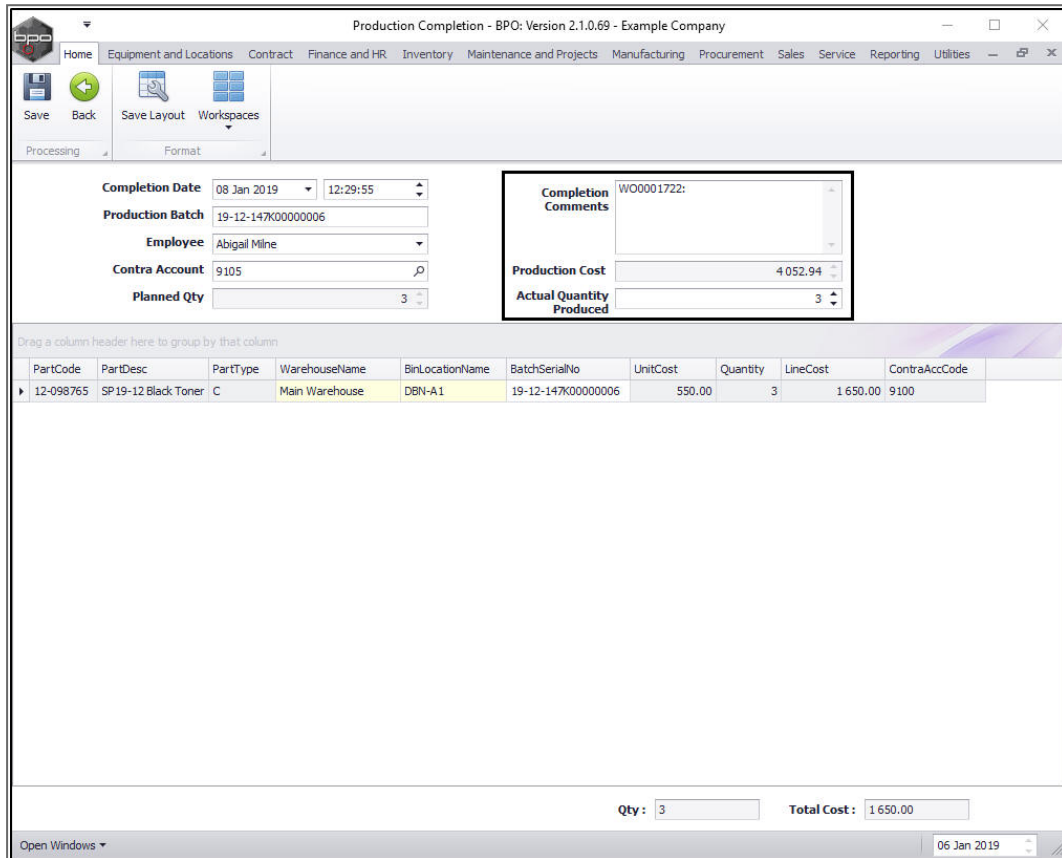 Production Completion - BPO: Version 2.1.0.69 - Example Company
bpo
Home Equipment and Locations Contract Finance and HR Inventory Maintenance and Projects Manufacturing Procurement Sales Service Reporting Utilities
Save Back Save Layout Workspaces
Processing Format
Completion Date 08 Jan 2019 12:29:55
Production Batch 19-12-147K00000006
Employee Abigail Milne
Contra Account 9105
Planned Qty 3
Completion Comments WO0001722:
Production Cost 4 052.94
Actual Quantity Produced 3
Drag a column header here to group by that column
PartCode PartDesc PartType WarehouseName BinLocationName BatchSerialNo UnitCost Quantity LineCost ContraAccCode
12-098765 SP19-12 Black Toner C Main Warehouse DBN-A1 19-12-147K00000006 550.00 3 1 650.00 9100
Qty : 3 Total Cost : 1 650.00
Open Windows 06 Jan 2019